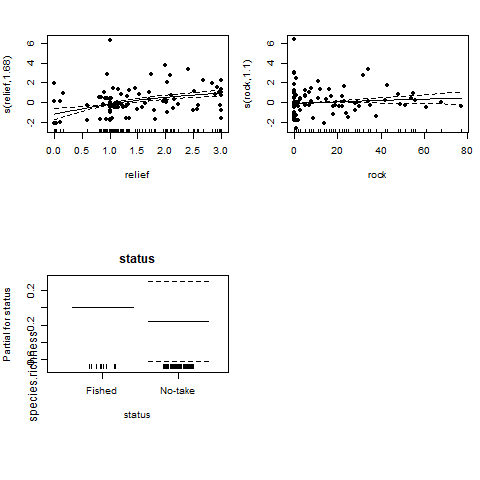 s(relief,1.68)
6
4
2
0
-2
0.0 0.5 1.0 1.5 2.0 2.5 3.0
relief
s(rock,1.1)
6
4
2
0
-2
0 20 40 60 80
rock
status
Partial for status
species.richness
0.2
0.2
Fished No-take
status